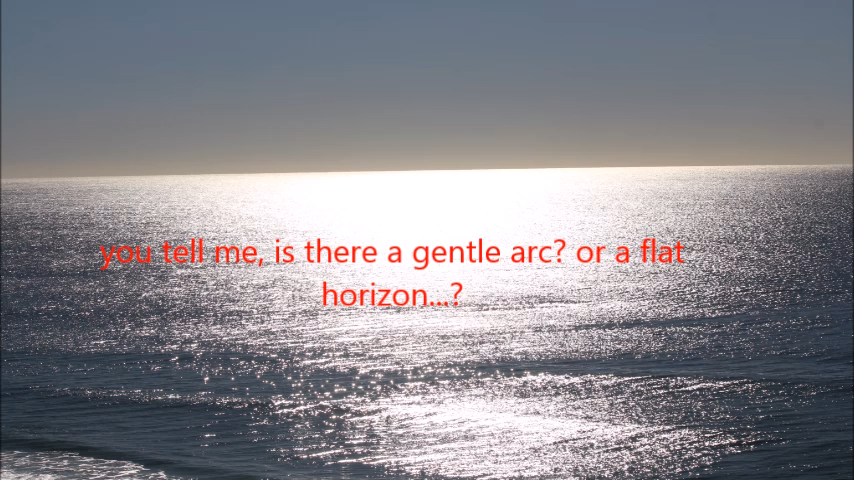 you tell me, is there a gentle arc? or a flat
horizon...?